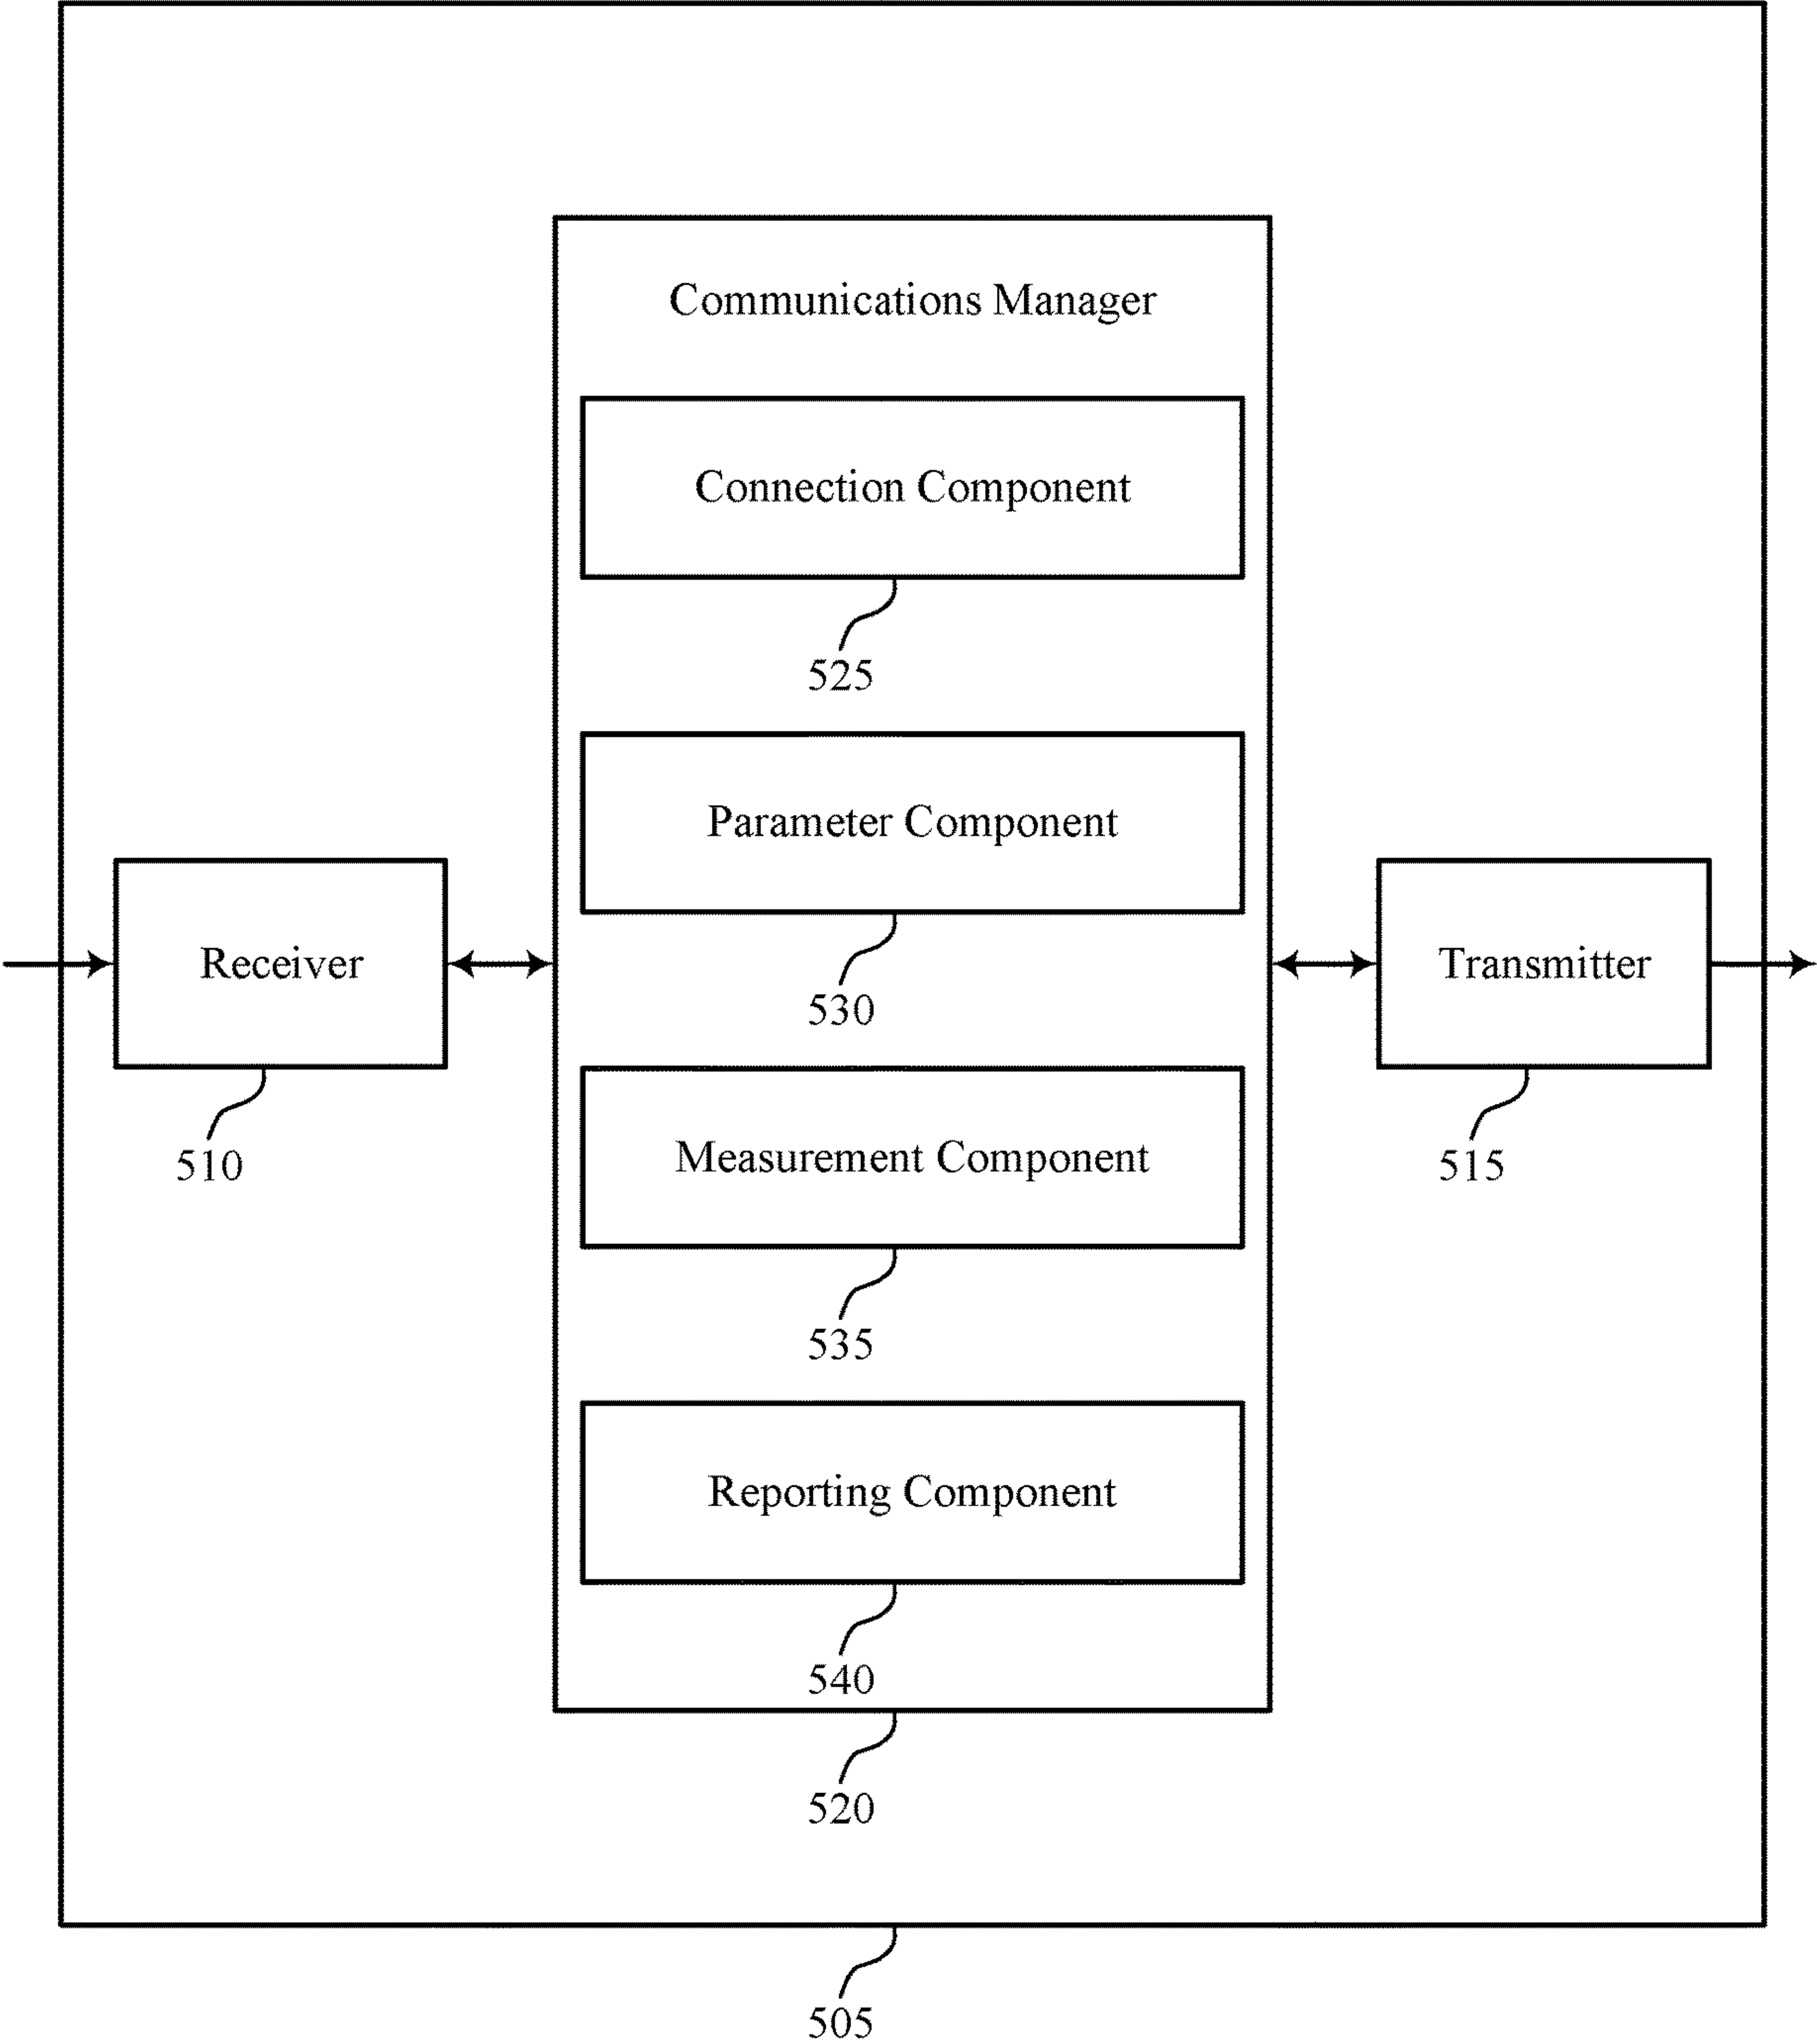 Communications Manager
Connection Component
525
Parameter Component
530
Receiver
510
Transmitter
515
Measurement Component
535
Reporting Component
540
520
505